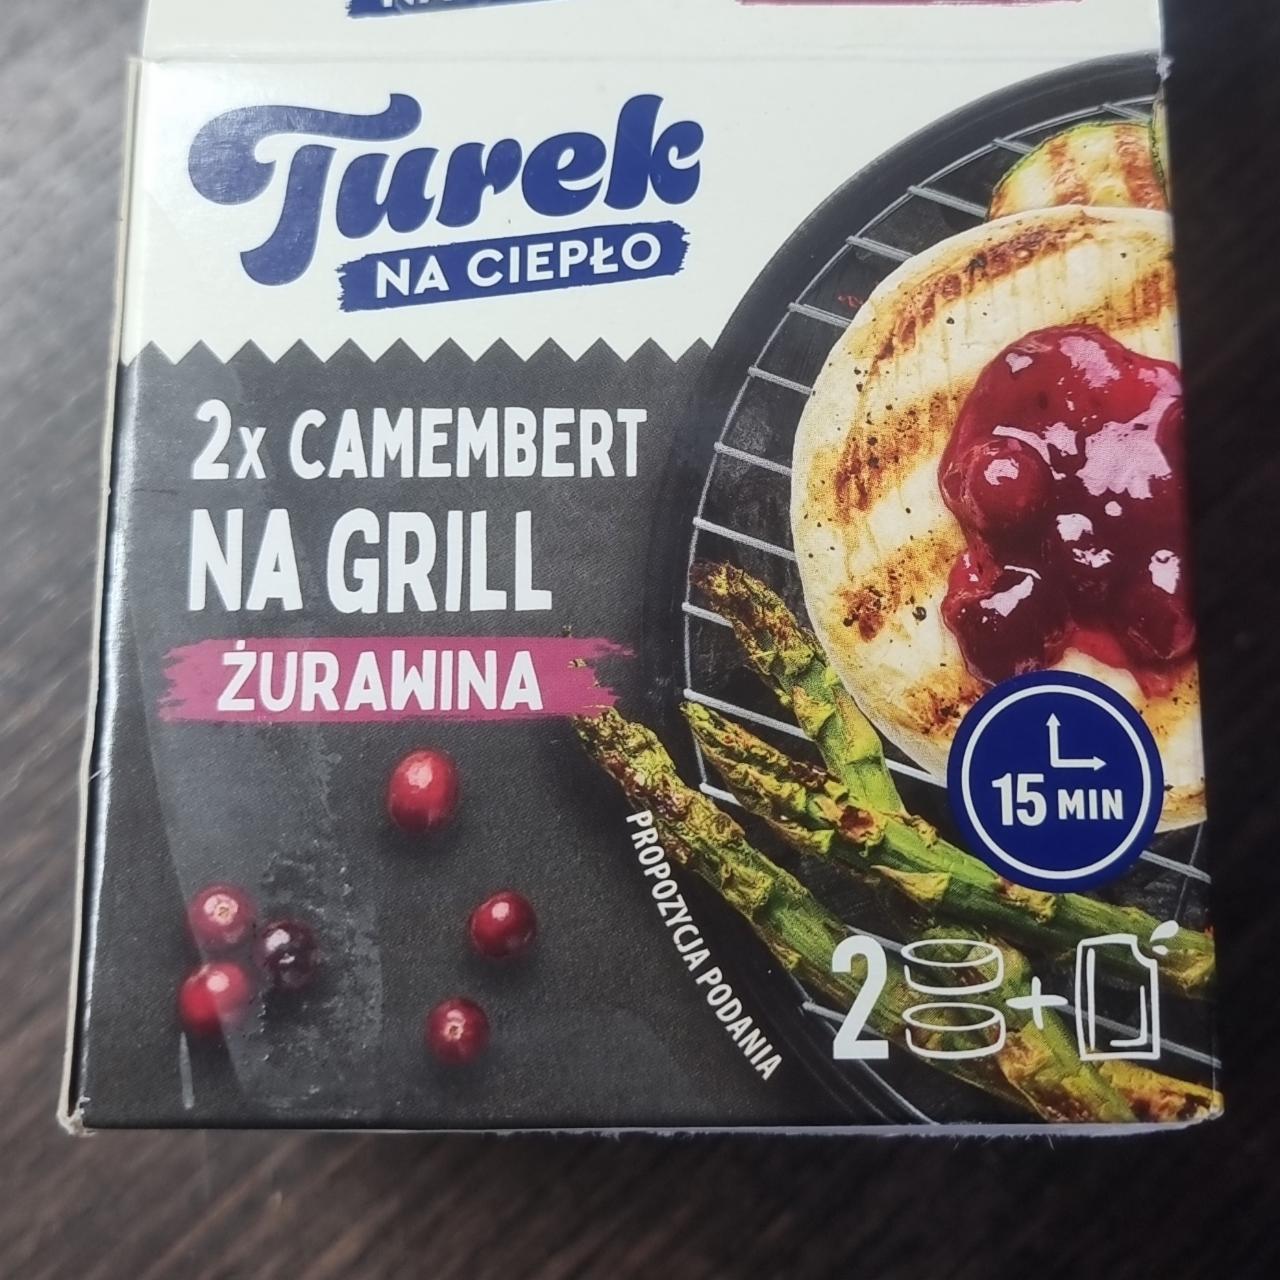 Turek
NA CIEPŁO
2x CAMEMBERT
NA GRILL
ŻURAWINA
15 MIN
PROPOZYCJA PODANIA
2 +